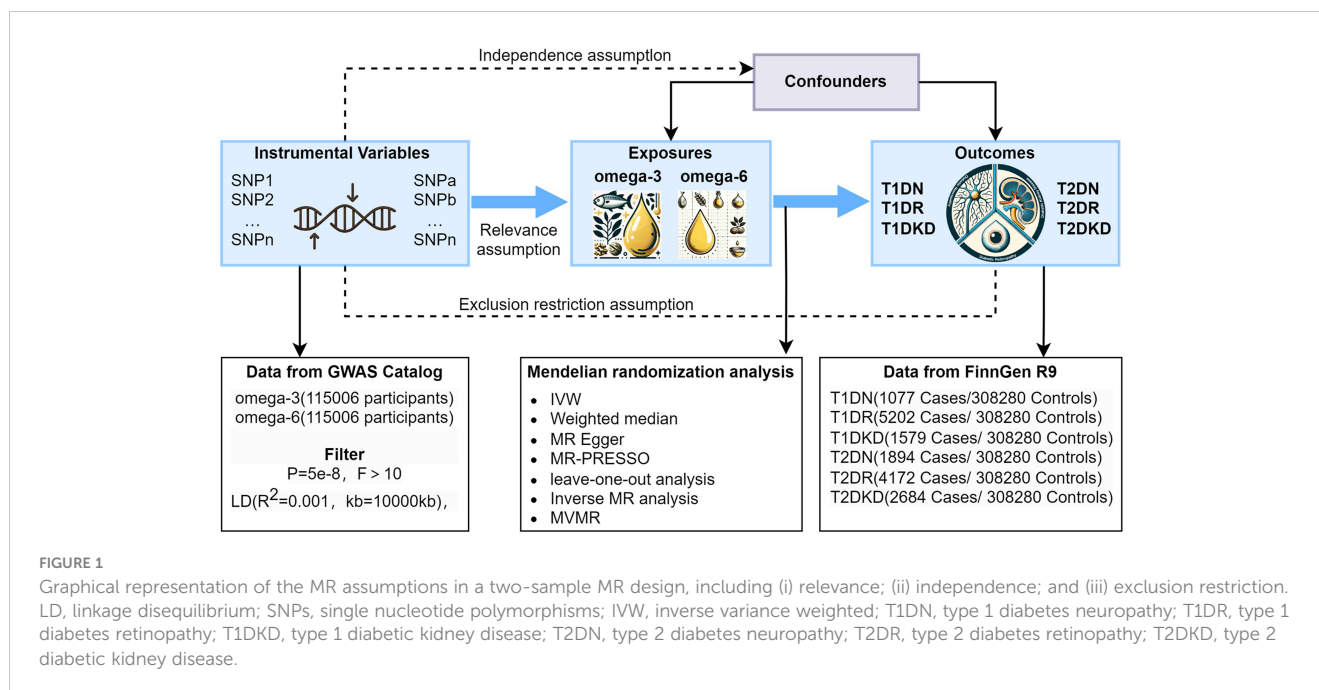 Independence assumption
Confounders
Instrumental Variables
SNP1
SNP2
...
SNPn
SNPa
SNPb
...
SNPn
Relevance
assumption
Exposures
omega-3 omega-6
Outcomes
T1DN
T1DR
T1DKD
T2DN
T2DR
T2DKD
Exclusion restriction assumption
Data from GWAS Catalog
omega-3(115006 participants)
omega-6(115006 participants)
Filter
P=5e-8, F > 10
LD(R²=0.001, kb=10000kb),
Mendelian randomization analysis
• IVW
• Weighted median
• MR Egger
• MR-PRESSO
• leave-one-out analysis
• Inverse MR analysis
• MVMR
Data from FinnGen R9
T1DN(1077 Cases/308280 Controls)
T1DR(5202 Cases/ 308280 Controls)
T1DKD(1579 Cases/ 308280 Controls)
T2DN(1894 Cases/ 308280 Controls)
T2DR(4172 Cases/ 308280 Controls)
T2DKD(2684 Cases/ 308280 Controls)
FIGURE 1
Graphical representation of the MR assumptions in a two-sample MR design, including (i) relevance; (ii) independence; and (iii) exclusion restriction.
LD, linkage disequilibrium; SNPs, single nucleotide polymorphisms; IVW, inverse variance weighted; T1DN, type 1 diabetes neuropathy; T1DR, type 1
diabetes retinopathy; T1DKD, type 1 diabetic kidney disease; T2DN, type 2 diabetes neuropathy; T2DR, type 2 diabetes retinopathy; T2DKD, type 2
diabetic kidney disease.